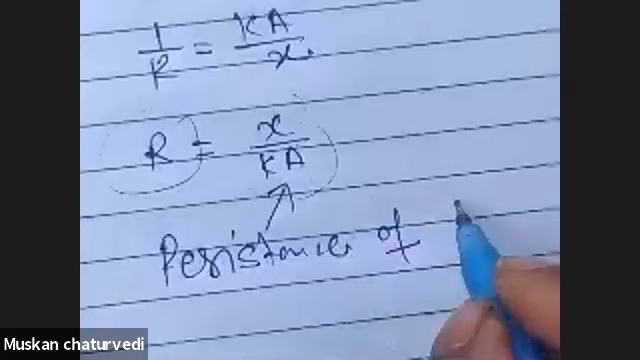 1/R = KA/x
R = x/KA
Resistance of
Muskan chaturvedi